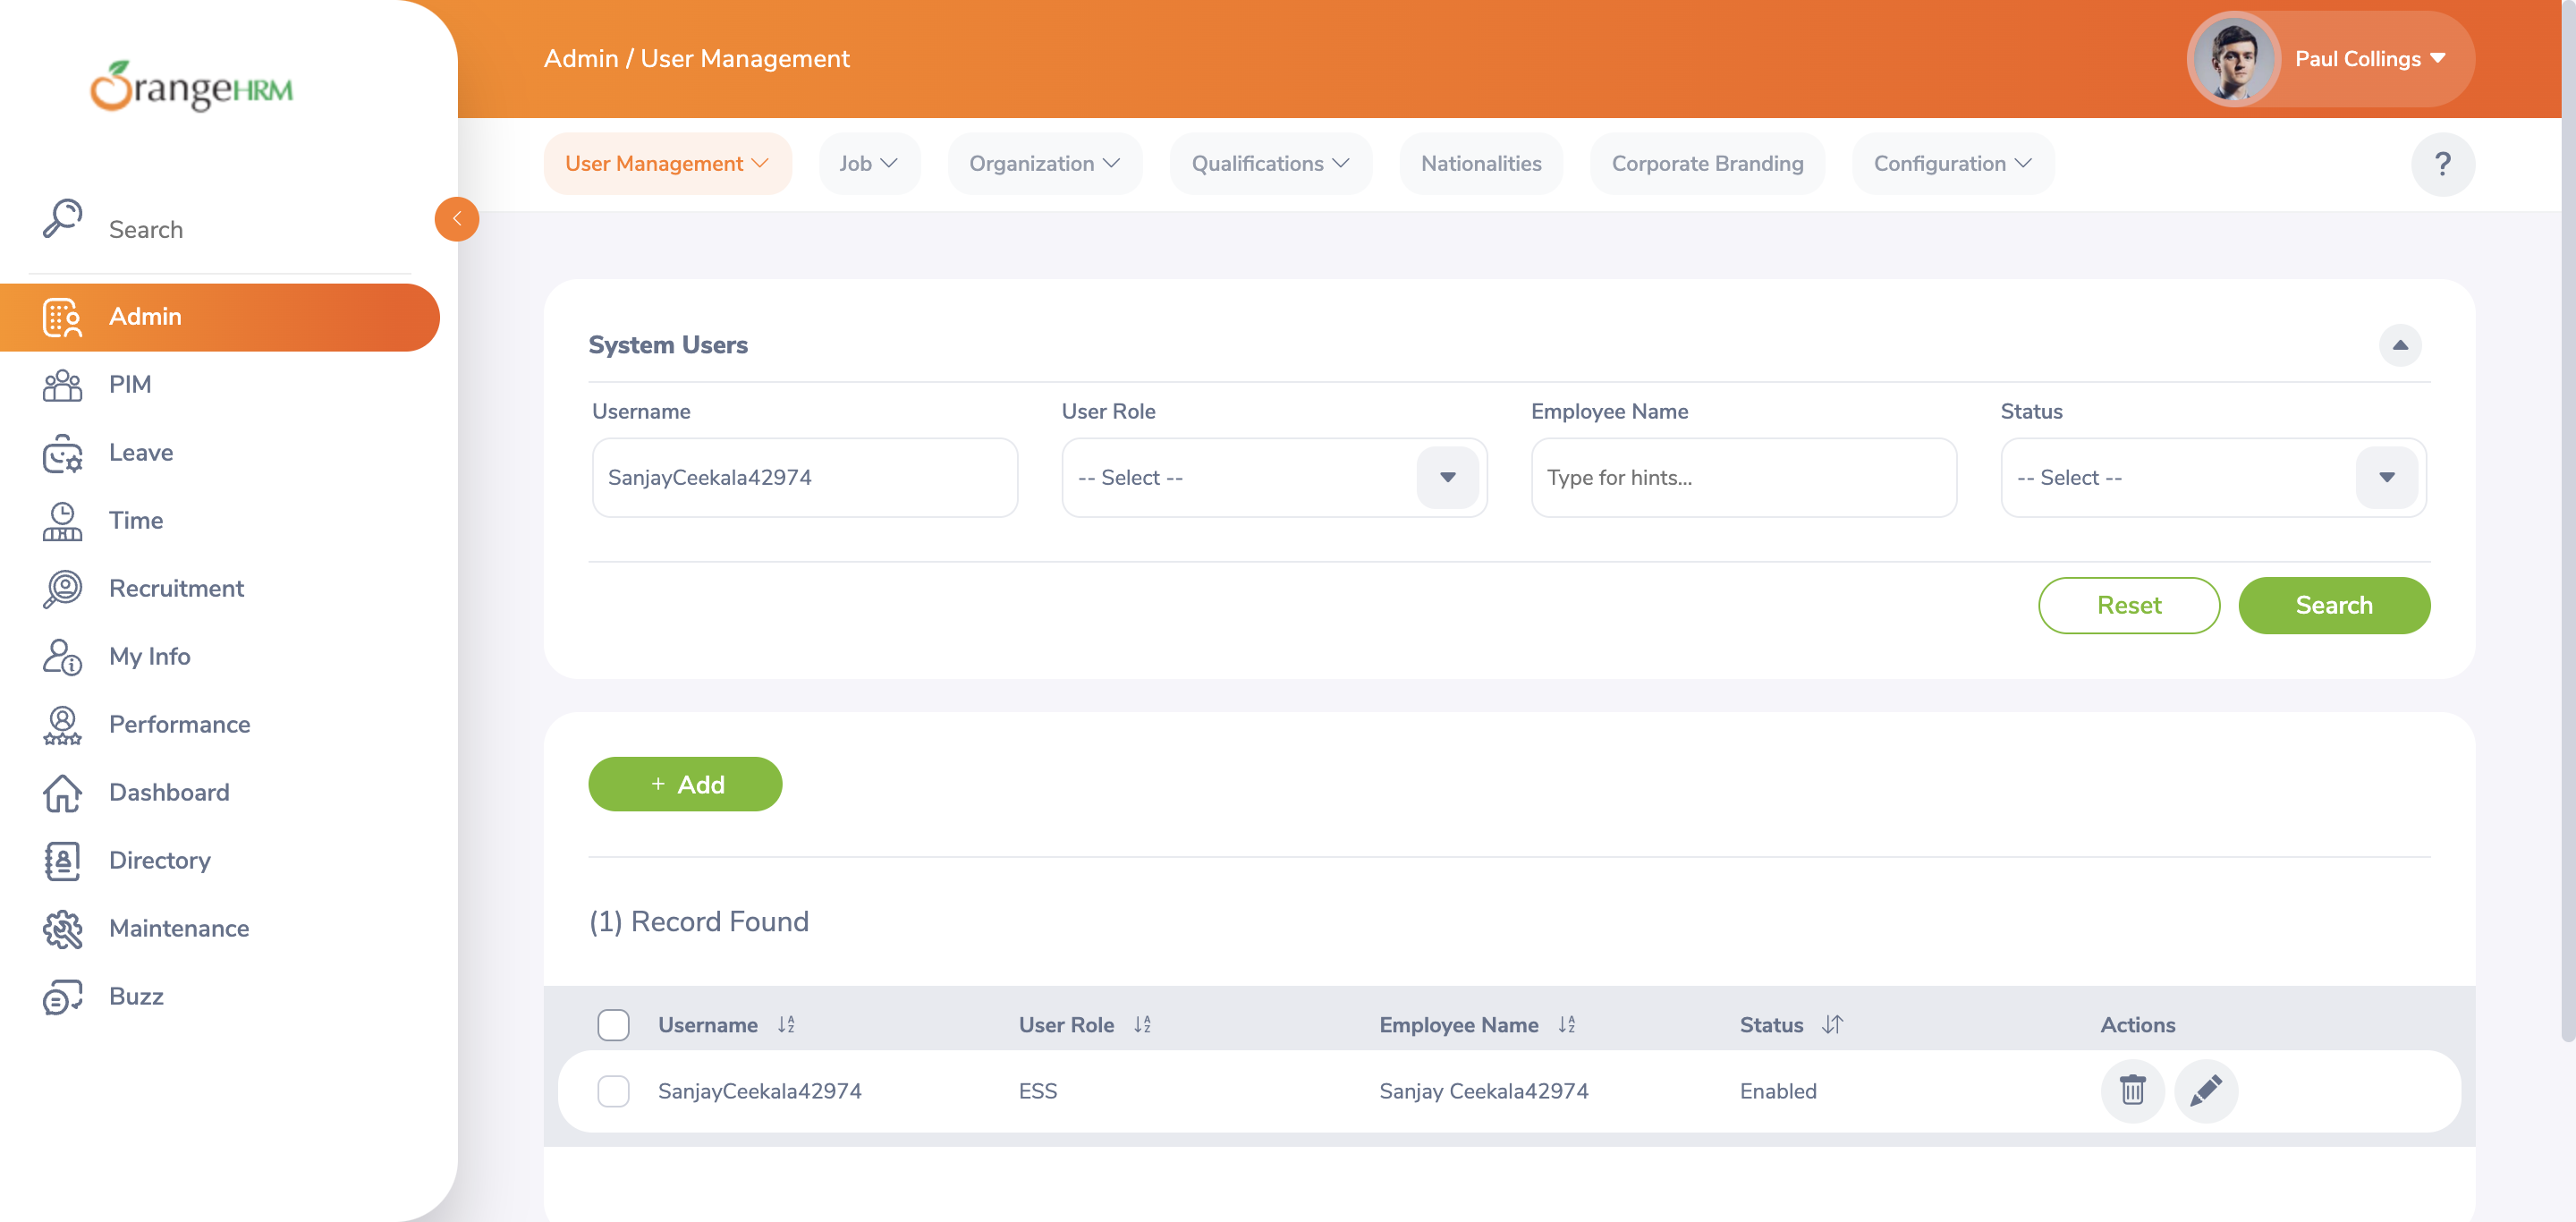 OrangeHRM
Admin / User Management
Paul Collings
User Management
Job
Organization
Qualifications
Nationalities
Corporate Branding
Configuration
?
Search
Admin
PIM
Leave
Time
Recruitment
My Info
Performance
Dashboard
Directory
Maintenance
Buzz
System Users
Username
User Role
Employee Name
Status
SanjayCeekala42974
-- Select --
Type for hints...
-- Select --
Reset
Search
+ Add
(1) Record Found
Username
User Role
Employee Name
Status
Actions
SanjayCeekala42974
ESS
Sanjay Ceekala42974
Enabled